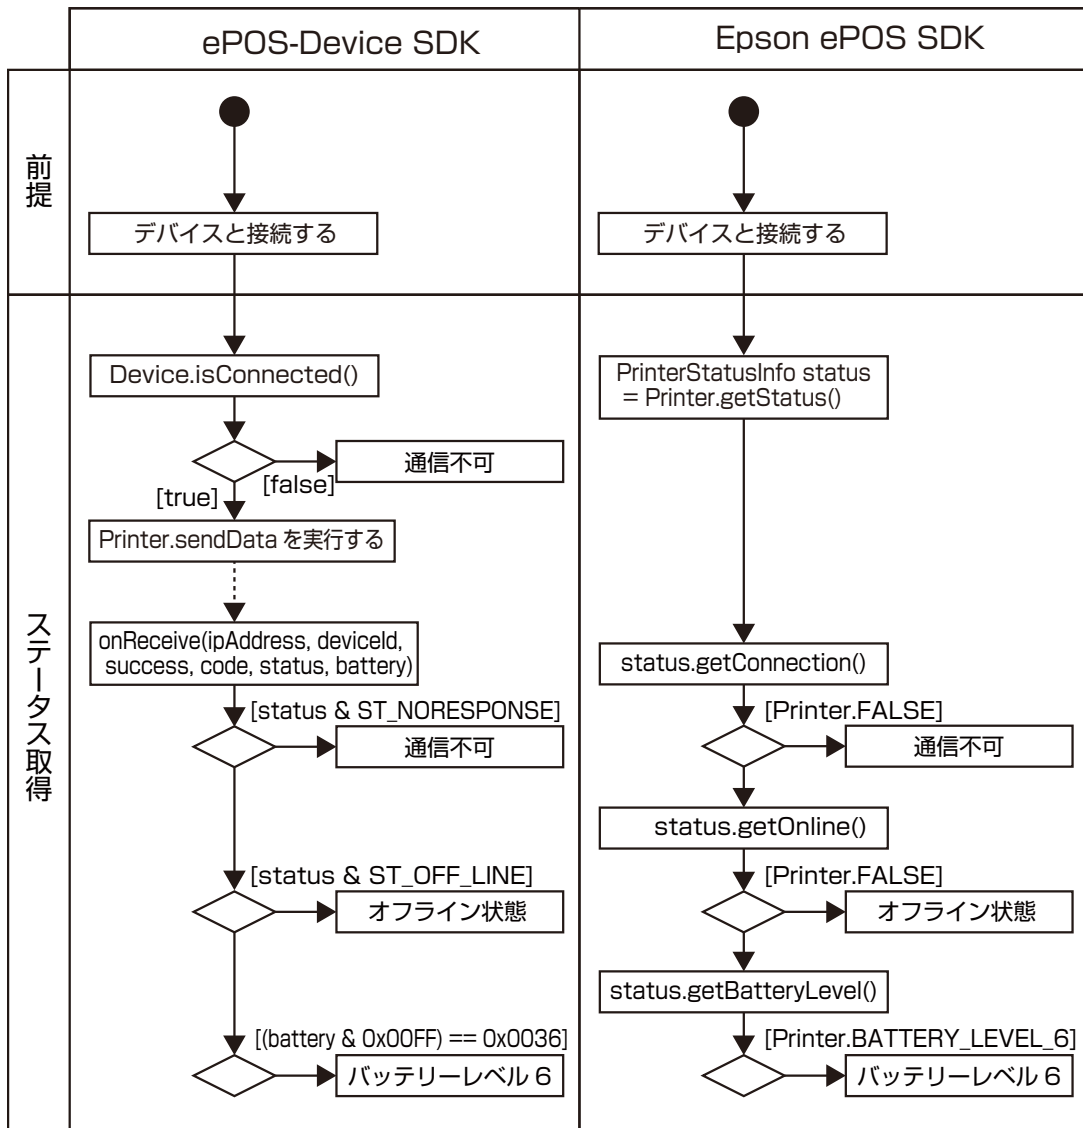 ePOS-Device SDK
Epson ePOS SDK
前提
デバイスと接続する
デバイスと接続する
ステータス取得
Device.isConnected()
通信不可
[false]
[true]
Printer.sendData を実行する
onReceive(ipAddress, deviceId,
success, code, status, battery)
[status & ST_NORESPONSE]
通信不可
[status & ST_OFF_LINE]
オフライン状態
[(battery & 0x00FF) == 0x0036]
バッテリーレベル 6
PrinterStatusInfo status
= Printer.getStatus()
status.getConnection()
[Printer.FALSE]
通信不可
status.getOnline()
[Printer.FALSE]
オフライン状態
status.getBatteryLevel()
[Printer.BATTERY_LEVEL_6]
バッテリーレベル 6